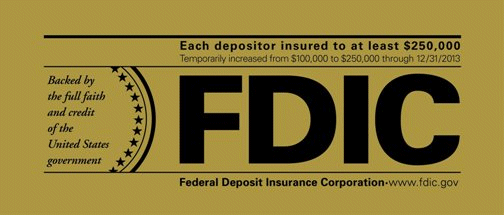 Each depositor insured to at least $250,000
Temporarily increased from $100,000 to $250,000 through 12/31/2013
Backed by
the full faith
and credit
of the
United States
government
FDIC
Federal Deposit Insurance Corporation•www.fdic.gov